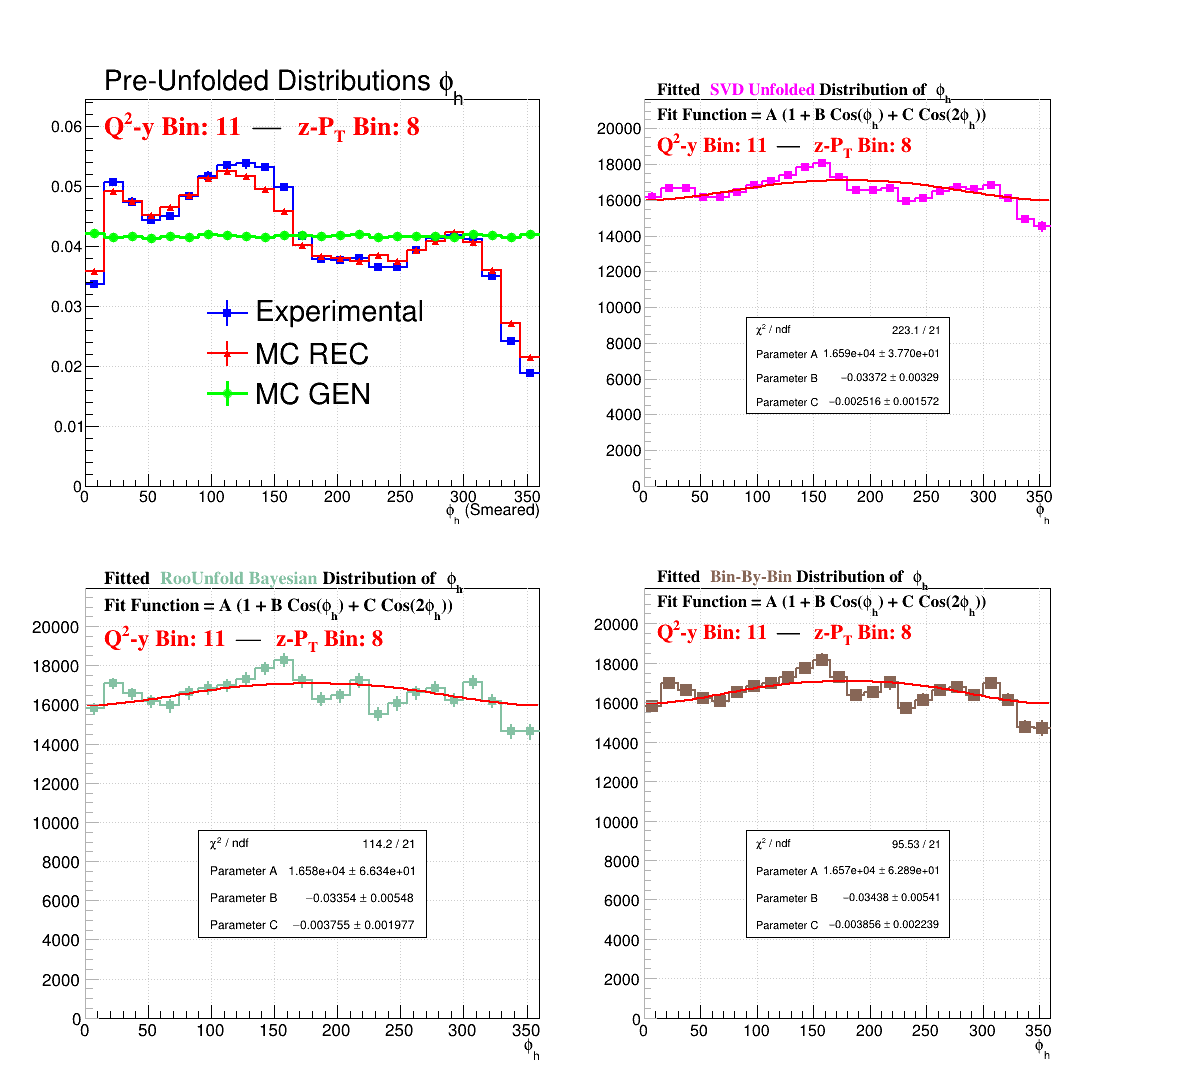 Pre-Unfolded Distributions ϕh
Q²-y Bin: 11 — z-PT Bin: 8
0.06
0.05
0.04
0.03
0.02
0.01
0
Experimental
MC REC
MC GEN
0 50 100 150 200 250 300 350
ϕh (Smeared)
Fitted SVD Unfolded Distribution of ϕh
Fit Function = A (1 + B Cos(ϕh) + C Cos(2ϕh))
Q²-y Bin: 11 — z-PT Bin: 8
20000
18000
16000
14000
12000
10000
8000
6000
4000
2000
0
χ² / ndf 223.1 / 21
Parameter A 1.659e+04 ± 3.770e+01
Parameter B −0.03372 ± 0.00329
Parameter C −0.002516 ± 0.001572
0 50 100 150 200 250 300 350
ϕh
Fitted RooUnfold Bayesian Distribution of ϕh
Fit Function = A (1 + B Cos(ϕh) + C Cos(2ϕh))
Q²-y Bin: 11 — z-PT Bin: 8
20000
18000
16000
14000
12000
10000
8000
6000
4000
2000
0
χ² / ndf 114.2 / 21
Parameter A 1.658e+04 ± 6.634e+01
Parameter B −0.03354 ± 0.00548
Parameter C −0.003755 ± 0.001977
0 50 100 150 200 250 300 350
ϕh
Fitted Bin-By-Bin Distribution of ϕh
Fit Function = A (1 + B Cos(ϕh) + C Cos(2ϕh))
Q²-y Bin: 11 — z-PT Bin: 8
20000
18000
16000
14000
12000
10000
8000
6000
4000
2000
0
χ² / ndf 95.53 / 21
Parameter A 1.657e+04 ± 6.289e+01
Parameter B −0.03438 ± 0.00541
Parameter C −0.003856 ± 0.002239
0 50 100 150 200 250 300 350
ϕh